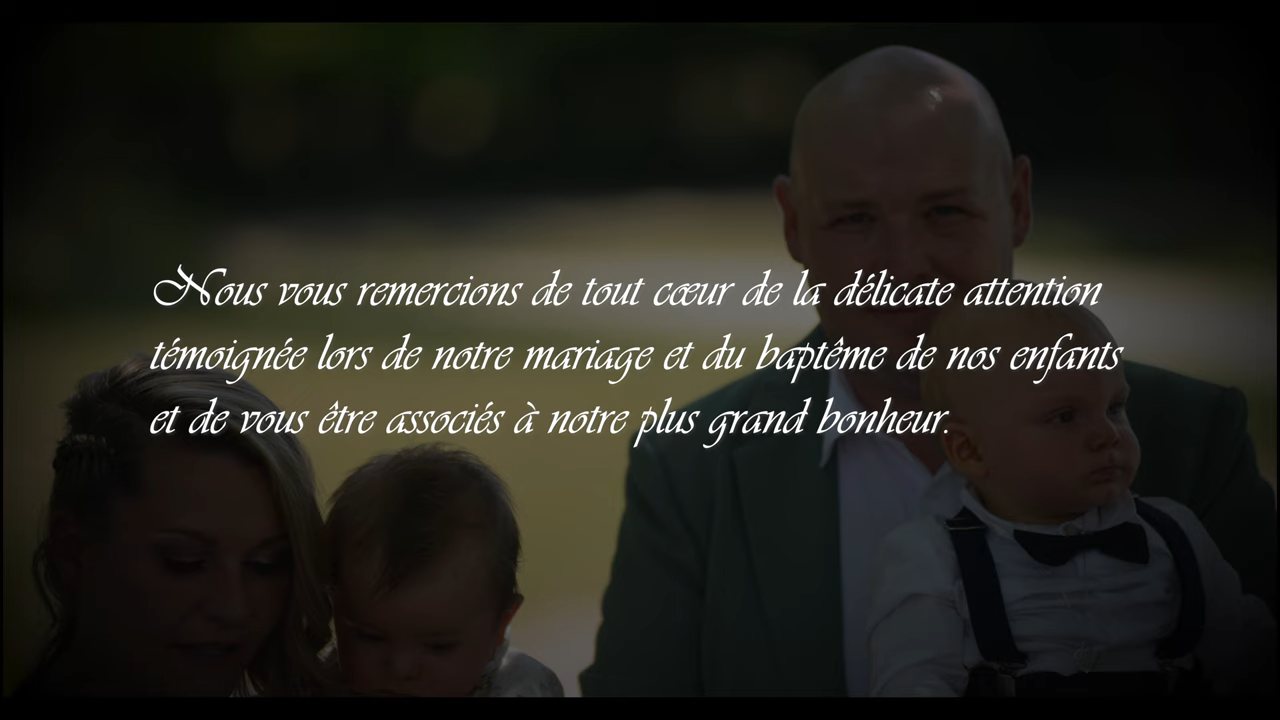 Nous vous remercions de tout cœur de la délicate attention
témoignée lors de notre mariage et du baptême de nos enfants
et de vous être associés à notre plus grand bonheur.